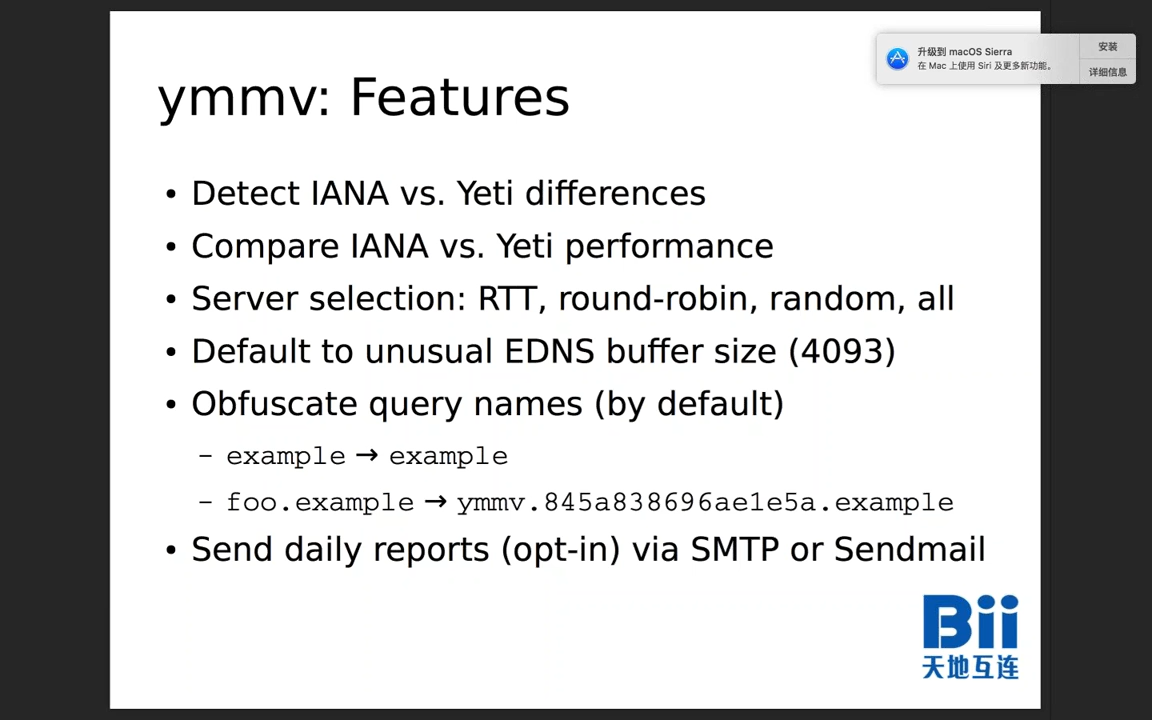 ymmv: Features
升级到 macOS Sierra
在 Mac 上使用 Siri 及更多新功能。
安装
详细信息
• Detect IANA vs. Yeti differences
• Compare IANA vs. Yeti performance
• Server selection: RTT, round-robin, random, all
• Default to unusual EDNS buffer size (4093)
• Obfuscate query names (by default)
– example → example
– foo.example → ymmv.845a838696ae1e5a.example
• Send daily reports (opt-in) via SMTP or Sendmail
Bii
天地互连